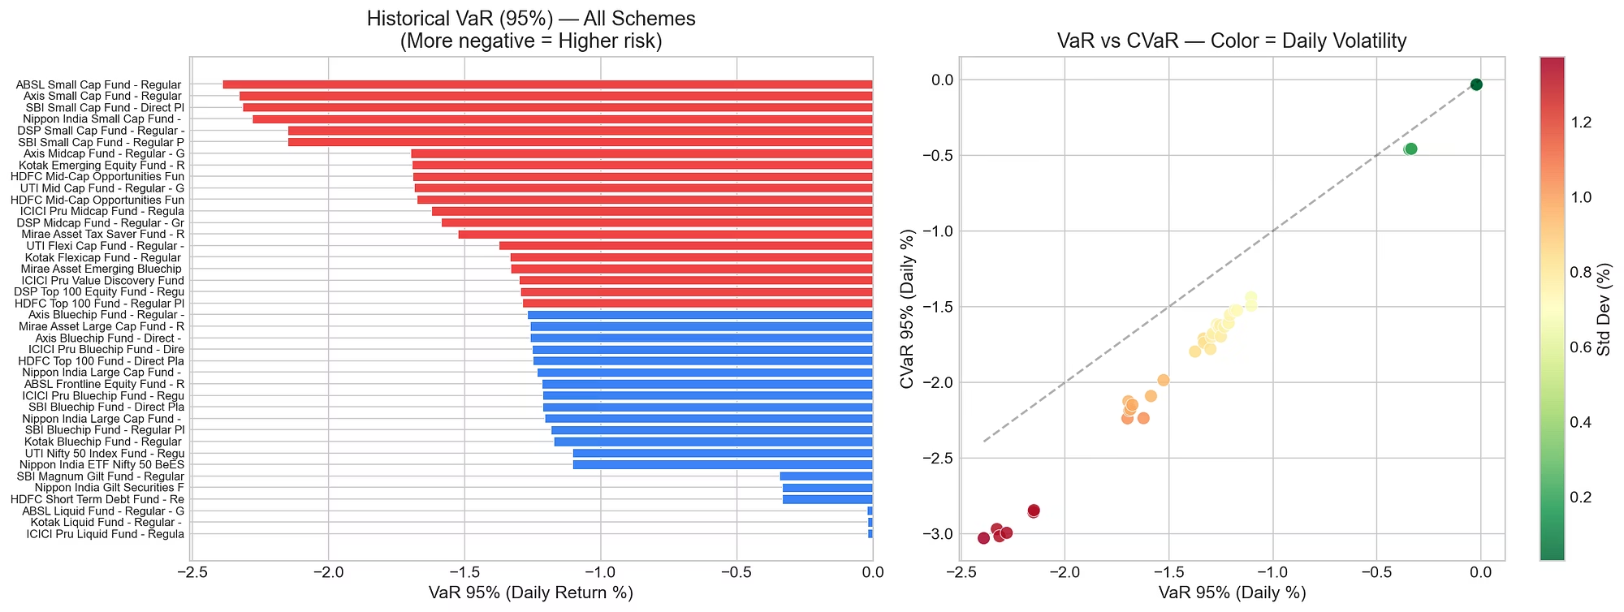 Historical VaR (95%) — All Schemes
(More negative = Higher risk)
ABSL Small Cap Fund - Regular
Axis Small Cap Fund - Regular
SBI Small Cap Fund - Direct Pl
Nippon India Small Cap Fund -
DSP Small Cap Fund - Regular -
SBI Small Cap Fund - Regular P
Axis Midcap Fund - Regular - G
Kotak Emerging Equity Fund - R
HDFC Mid-Cap Opportunities Fun
UTI Mid Cap Fund - Regular - G
HDFC Mid-Cap Opportunities Fun
ICICI Pru Midcap Fund - Regula
DSP Midcap Fund - Regular - Gr
Mirae Asset Tax Saver Fund - R
UTI Flexi Cap Fund - Regular -
Kotak Flexicap Fund - Regular
Mirae Asset Emerging Bluechip
ICICI Pru Value Discovery Fund
DSP Top 100 Equity Fund - Regu
HDFC Top 100 Fund - Regular Pl
Axis Bluechip Fund - Regular -
Mirae Asset Large Cap Fund - R
Axis Bluechip Fund - Direct -
ICICI Pru Bluechip Fund - Dire
HDFC Top 100 Fund - Direct Pla
Nippon India Large Cap Fund -
ABSL Frontline Equity Fund - R
ICICI Pru Bluechip Fund - Regu
SBI Bluechip Fund - Direct Pla
Nippon India Large Cap Fund -
SBI Bluechip Fund - Regular Pl
Kotak Bluechip Fund - Regular
UTI Nifty 50 Index Fund - Regu
Nippon India ETF Nifty 50 BeES
SBI Magnum Gilt Fund - Regular
Nippon India Gilt Securities F
HDFC Short Term Debt Fund - Re
ABSL Liquid Fund - Regular - G
Kotak Liquid Fund - Regular -
ICICI Pru Liquid Fund - Regula
−2.5 −2.0 −1.5 −1.0 −0.5 0.0
VaR 95% (Daily Return %)
VaR vs CVaR — Color = Daily Volatility
CVaR 95% (Daily %)
0.0
−0.5
−1.0
−1.5
−2.0
−2.5
−3.0
−2.5 −2.0 −1.5 −1.0 −0.5 0.0
VaR 95% (Daily %)
1.2
1.0
0.8
0.6
0.4
0.2
Std Dev (%)